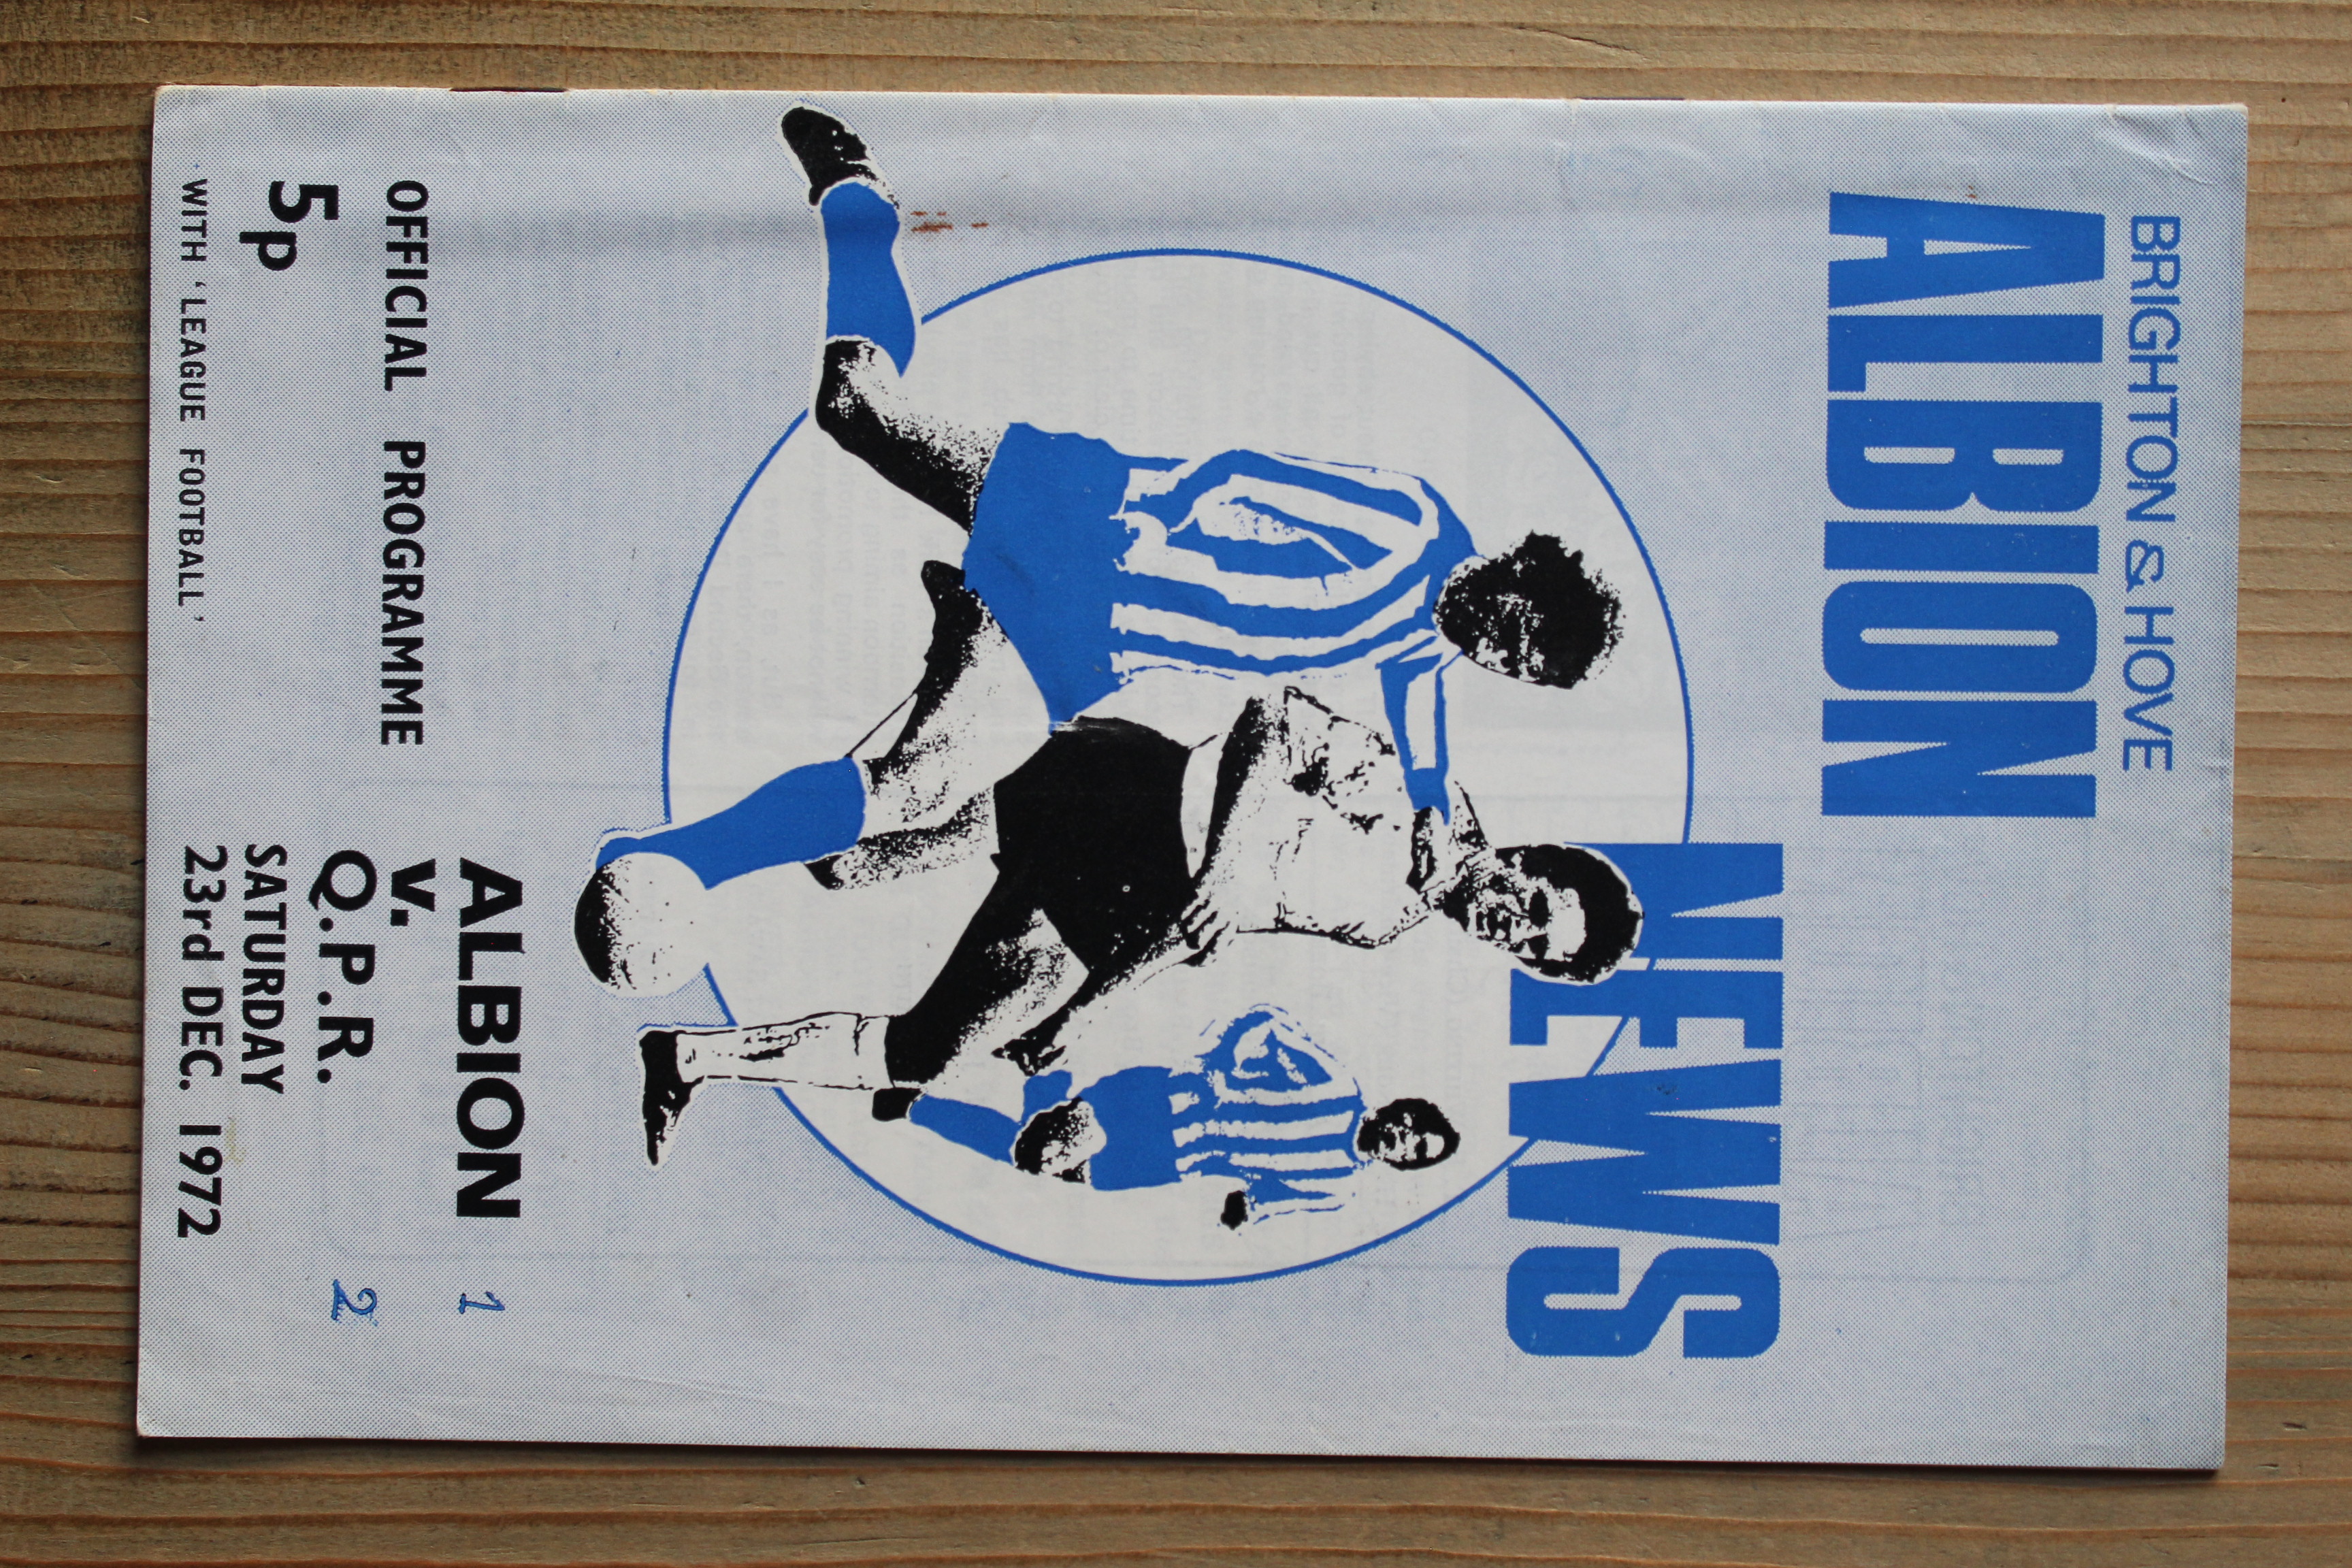 BRIGHTON & HOVE
ALBION
NEWS
OFFICIAL PROGRAMME
5p
WITH 'LEAGUE FOOTBALL'
ALBION 1
v.
Q.P.R. 2
SATURDAY
23rd DEC. 1972